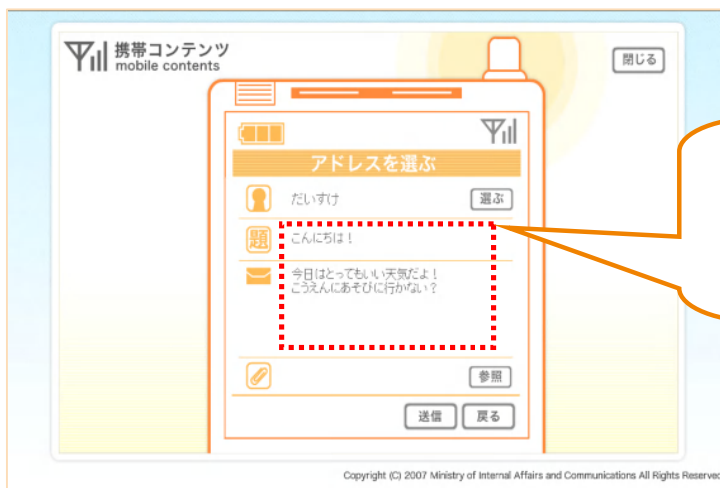 携帯コンテンツ
mobile contents
閉じる
アドレスを選ぶ
だいすけ
選ぶ
題
こんにちは！
今日はとってもいい天気だよ！
こうえんにあそびに行かない？
参照
送信
戻る
Copyright (C) 2007 Ministry of Internal Affairs and Communications All Rights Reserved